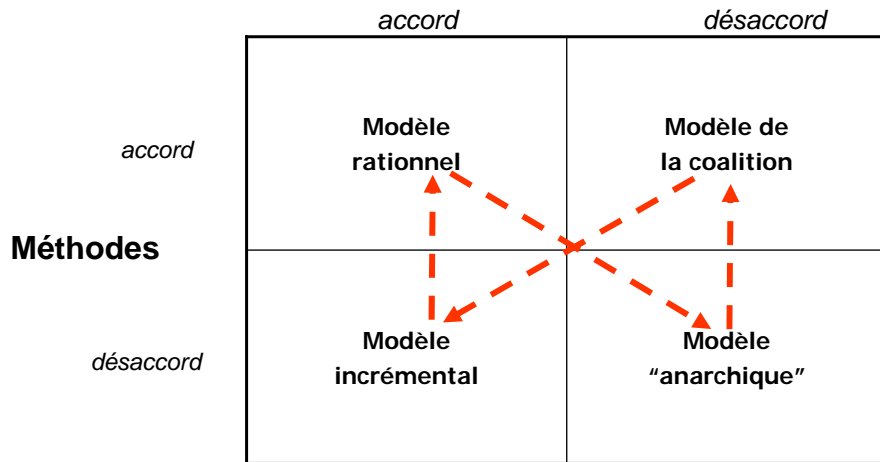 accord désaccord
accord
Modèle
rationnel
Modèle de
la coalition
Méthodes
désaccord
Modèle
incrémental
Modèle
“anarchique”